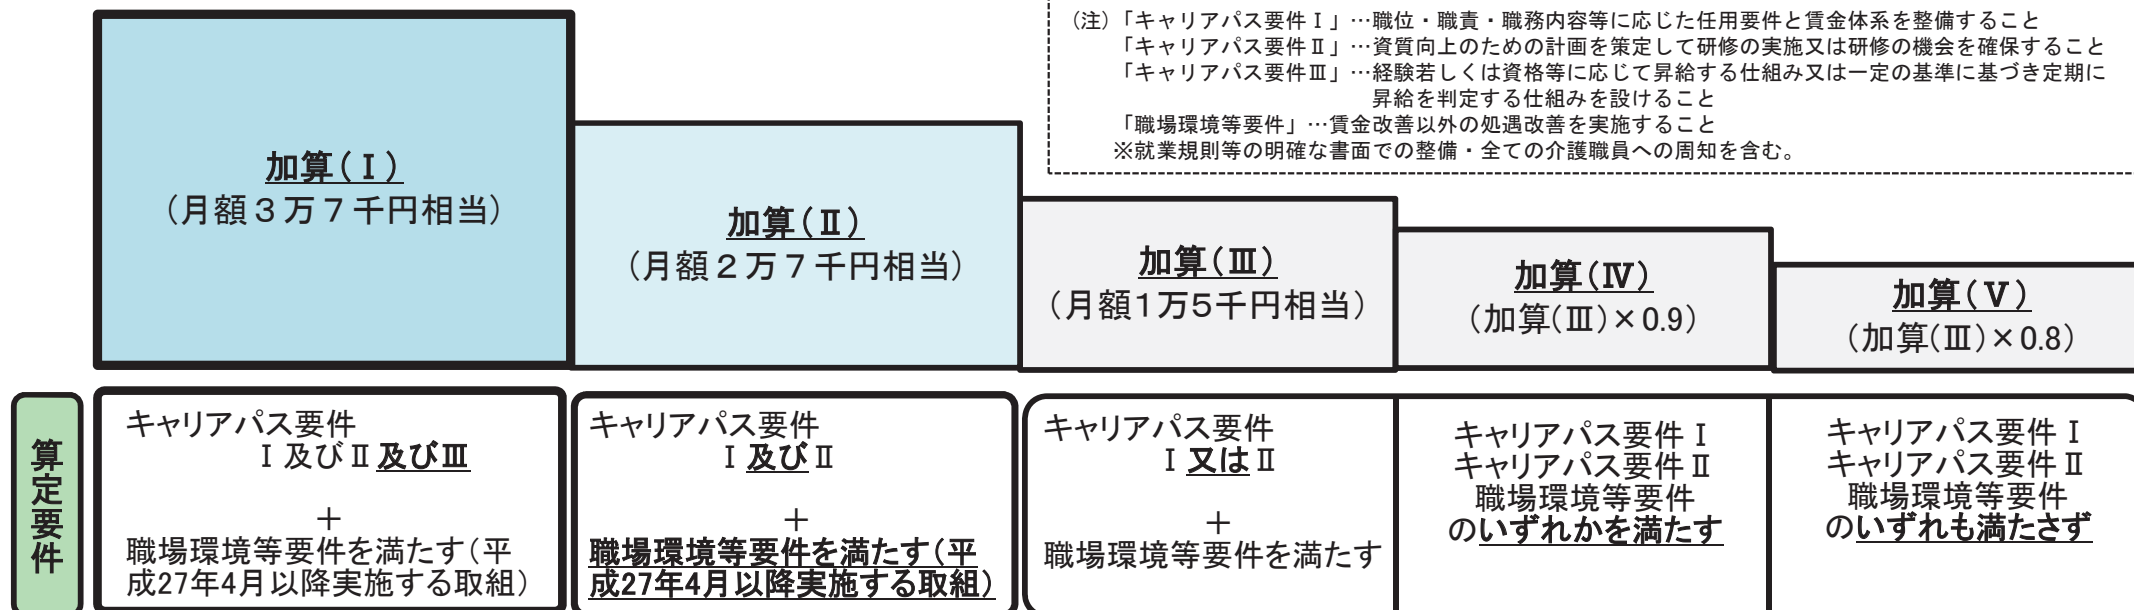 （注）「キャリアパス要件Ⅰ」…職位・職責・職務内容等に応じた任用要件と賃金体系を整備すること
「キャリアパス要件Ⅱ」…資質向上のための計画を策定して研修の実施又は研修の機会を確保すること
「キャリアパス要件Ⅲ」…経験若しくは資格等に応じて昇給する仕組み又は一定の基準に基づき定期に
昇給を判定する仕組みを設けること
「職場環境等要件」…賃金改善以外の処遇改善を実施すること
※就業規則等の明確な書面での整備・全ての介護職員への周知を含む。
加算（Ⅰ）
（月額３万７千円相当）
加算（Ⅱ）
（月額２万７千円相当）
加算（Ⅲ）
（月額1万5千円相当）
加算（Ⅳ）
（加算（Ⅲ）×0.9）
加算（Ⅴ）
（加算（Ⅲ）×0.8）
算定要件
キャリアパス要件
Ⅰ及びⅡ及びⅢ
＋
職場環境等要件を満たす（平
成27年4月以降実施する取組）
キャリアパス要件
Ⅰ及びⅡ
＋
職場環境等要件を満たす（平
成27年4月以降実施する取組）
キャリアパス要件
Ⅰ又はⅡ
＋
職場環境等要件を満たす
キャリアパス要件Ⅰ
キャリアパス要件Ⅱ
職場環境等要件
のいずれかを満たす
キャリアパス要件Ⅰ
キャリアパス要件Ⅱ
職場環境等要件
のいずれも満たさず